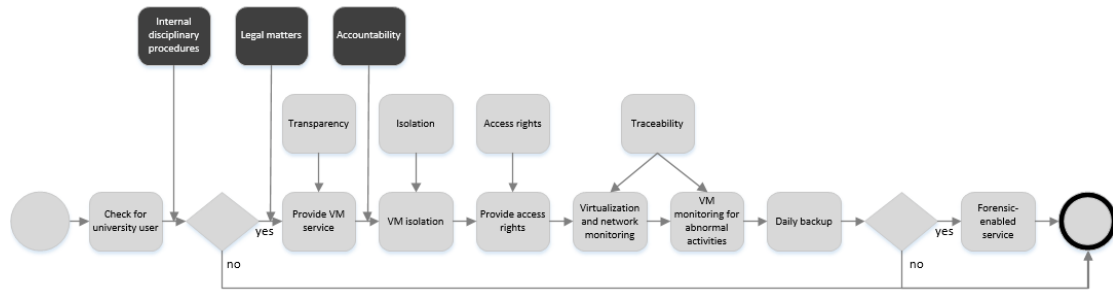 Internal
disciplinary
procedures
Legal matters
Accountability
Transparency
Isolation
Access rights
Traceability
Check for
university user
yes
no
Provide VM
service
VM isolation
Provide access
rights
Virtualization
and network
monitoring
VM
monitoring for
abnormal
activities
Daily backup
yes
no
Forensic-
enabled
service